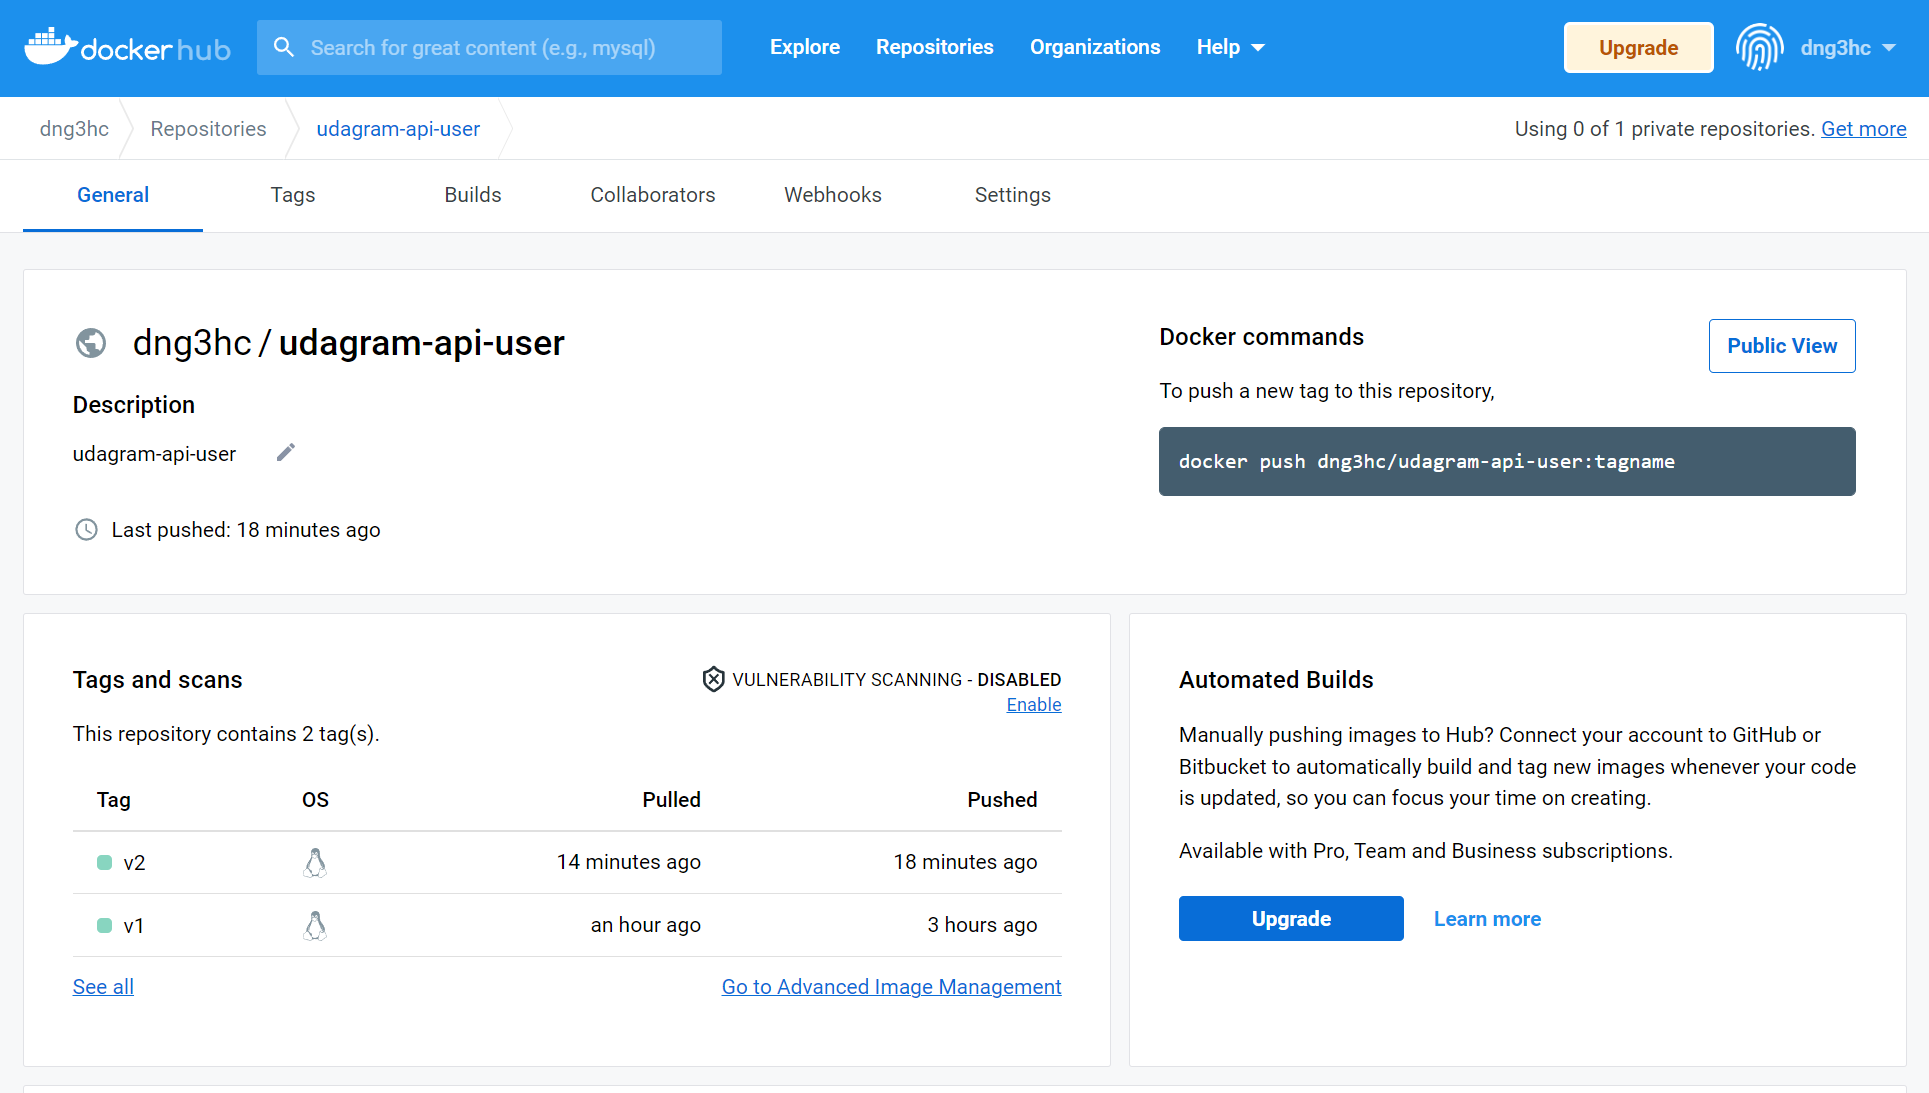 docker hub
Search for great content (e.g., mysql)
Explore
Repositories
Organizations
Help
Upgrade
dng3hc
dng3hc
Repositories
udagram-api-user
Using 0 of 1 private repositories. Get more
General
Tags
Builds
Collaborators
Webhooks
Settings
dng3hc / udagram-api-user
Description
udagram-api-user
Last pushed: 18 minutes ago
Docker commands
Public View
To push a new tag to this repository,
docker push dng3hc/udagram-api-user:tagname
Tags and scans
VULNERABILITY SCANNING - DISABLED
Enable
This repository contains 2 tag(s).
Tag OS Pulled Pushed
v2 14 minutes ago 18 minutes ago
v1 an hour ago 3 hours ago
See all
Go to Advanced Image Management
Automated Builds
Manually pushing images to Hub? Connect your account to GitHub or
Bitbucket to automatically build and tag new images whenever your code
is updated, so you can focus your time on creating.
Available with Pro, Team and Business subscriptions.
Upgrade
Learn more